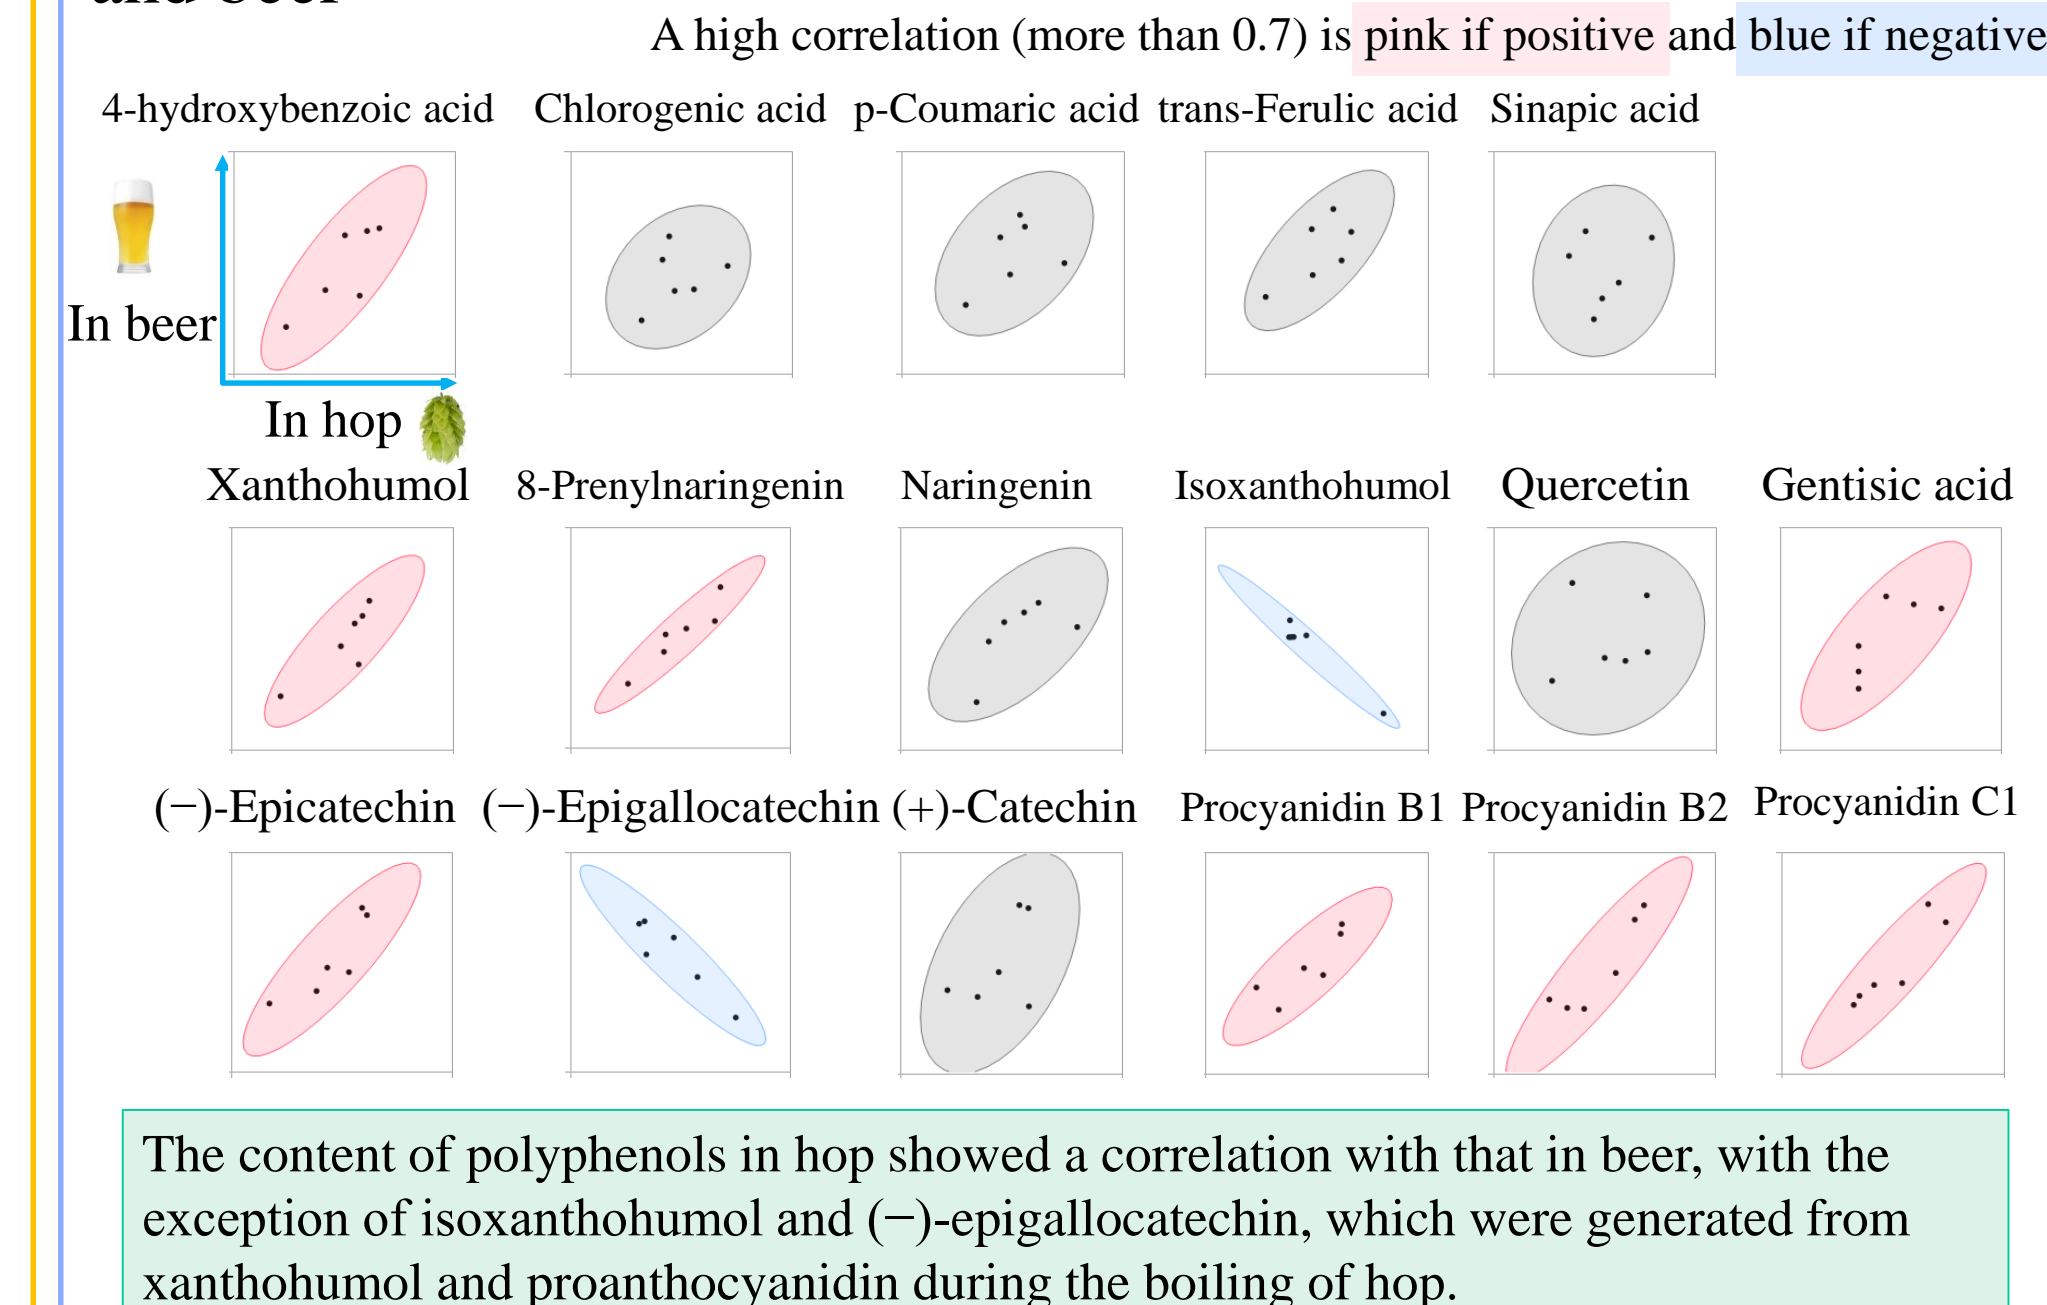 and beer
A high correlation (more than 0.7) is pink if positive and blue if negative
4-hydroxybenzoic acid Chlorogenic acid p-Coumaric acid trans-Ferulic acid Sinapic acid
In beer
In hop
Xanthohumol 8-Prenylnaringenin Naringenin Isoxanthohumol Quercetin Gentisic acid
(−)-Epicatechin (−)-Epigallocatechin (+)-Catechin Procyanidin B1 Procyanidin B2 Procyanidin C1
The content of polyphenols in hop showed a correlation with that in beer, with the
exception of isoxanthohumol and (−)-epigallocatechin, which were generated from
xanthohumol and proanthocyanidin during the boiling of hop.